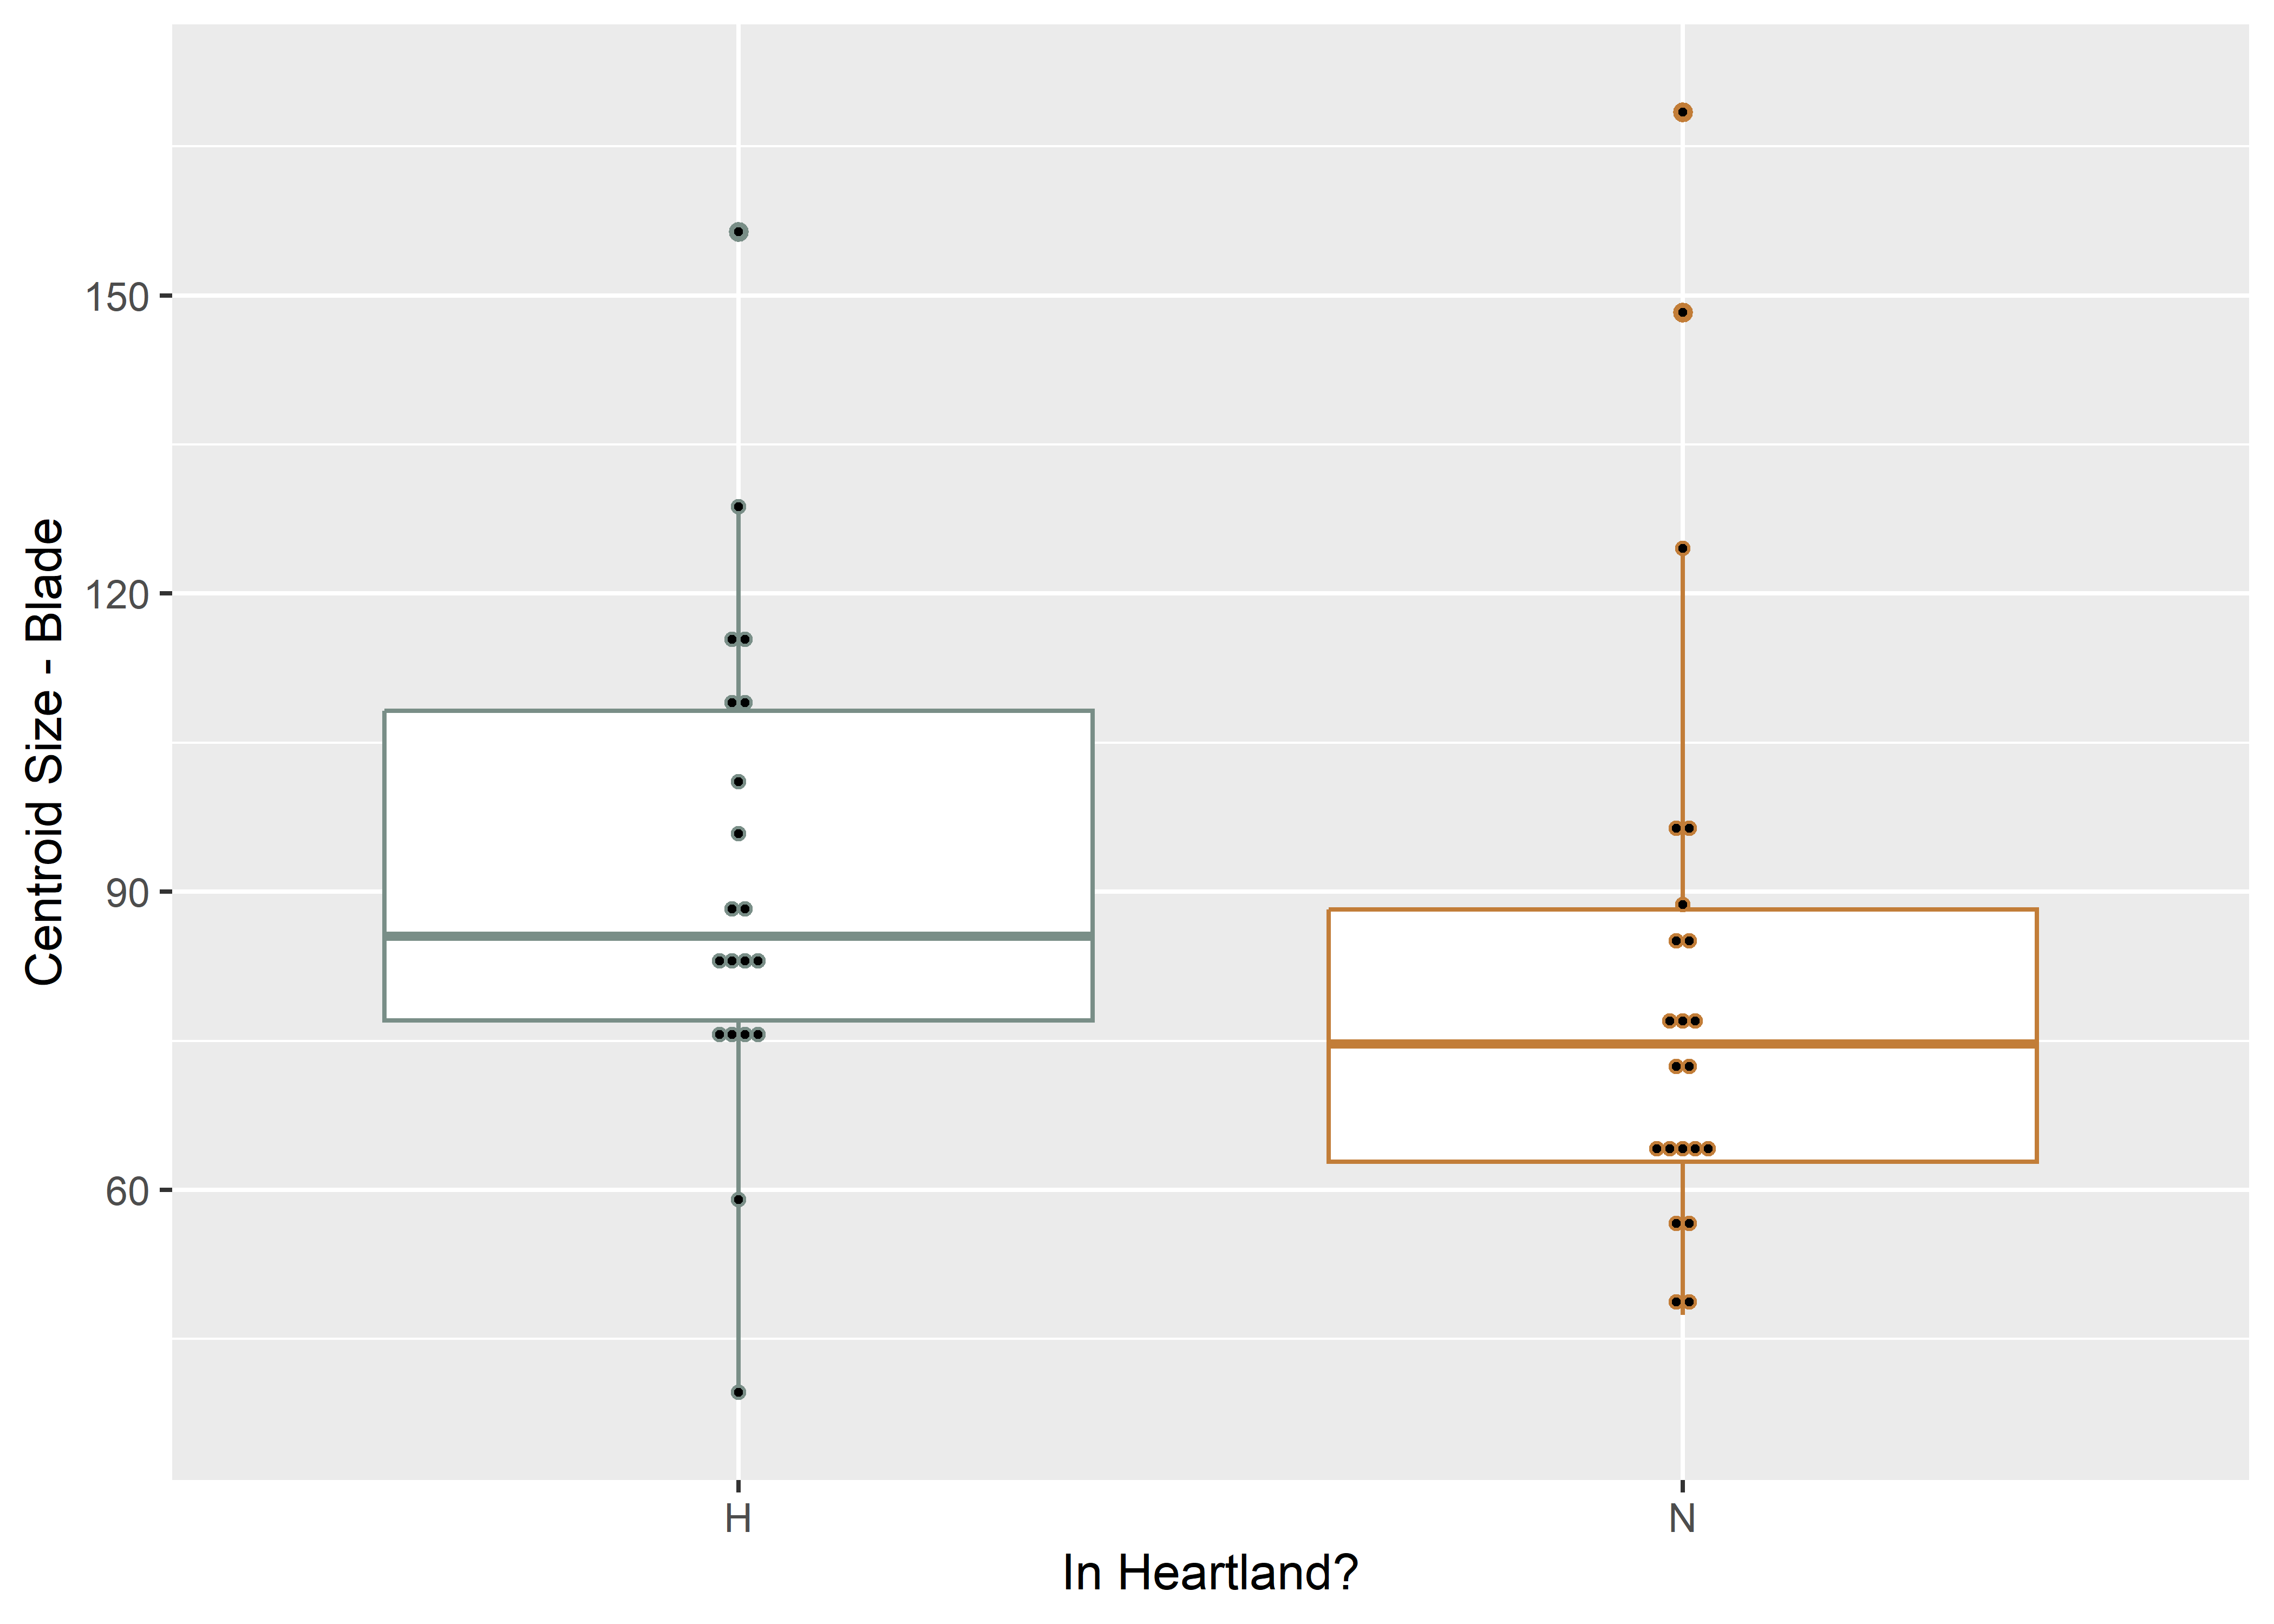 Centroid Size - Blade
150
120
90
60
H
N
In Heartland?